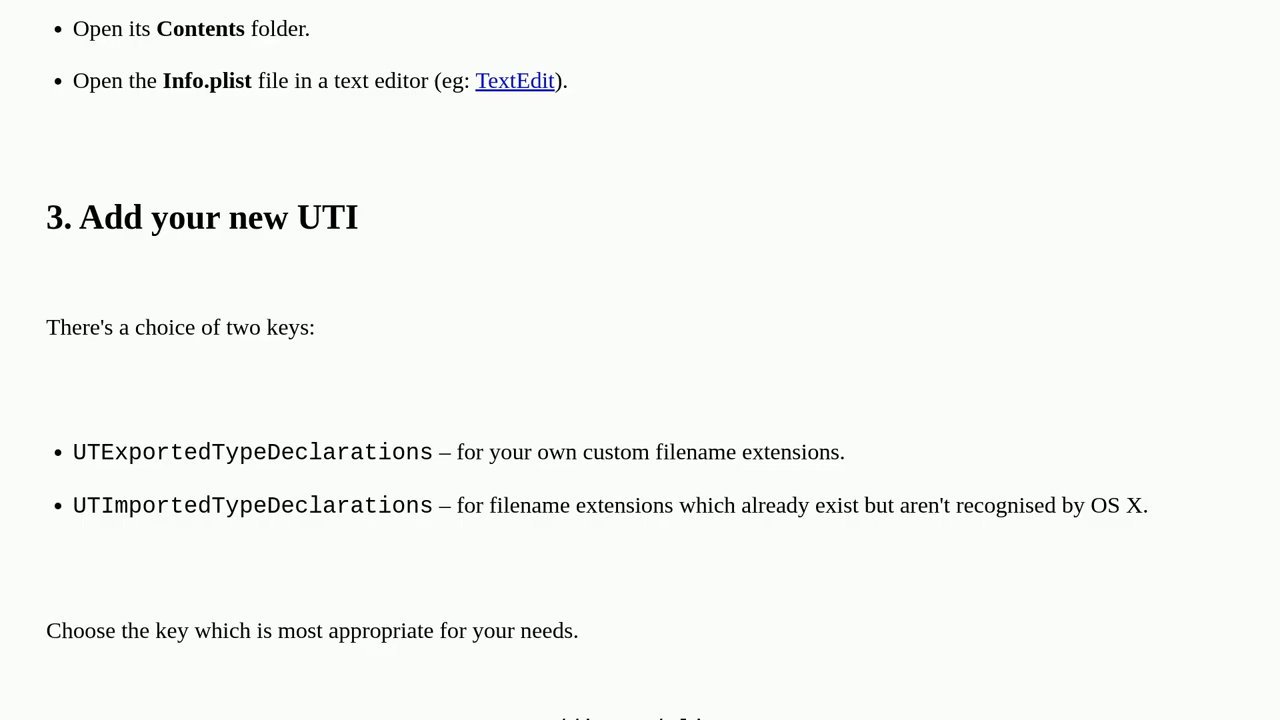 • Open its Contents folder.
• Open the Info.plist file in a text editor (eg: TextEdit).
3. Add your new UTI
There's a choice of two keys:
• UTExportedTypeDeclarations – for your own custom filename extensions.
• UTImportedTypeDeclarations – for filename extensions which already exist but aren't recognised by OS X.
Choose the key which is most appropriate for your needs.